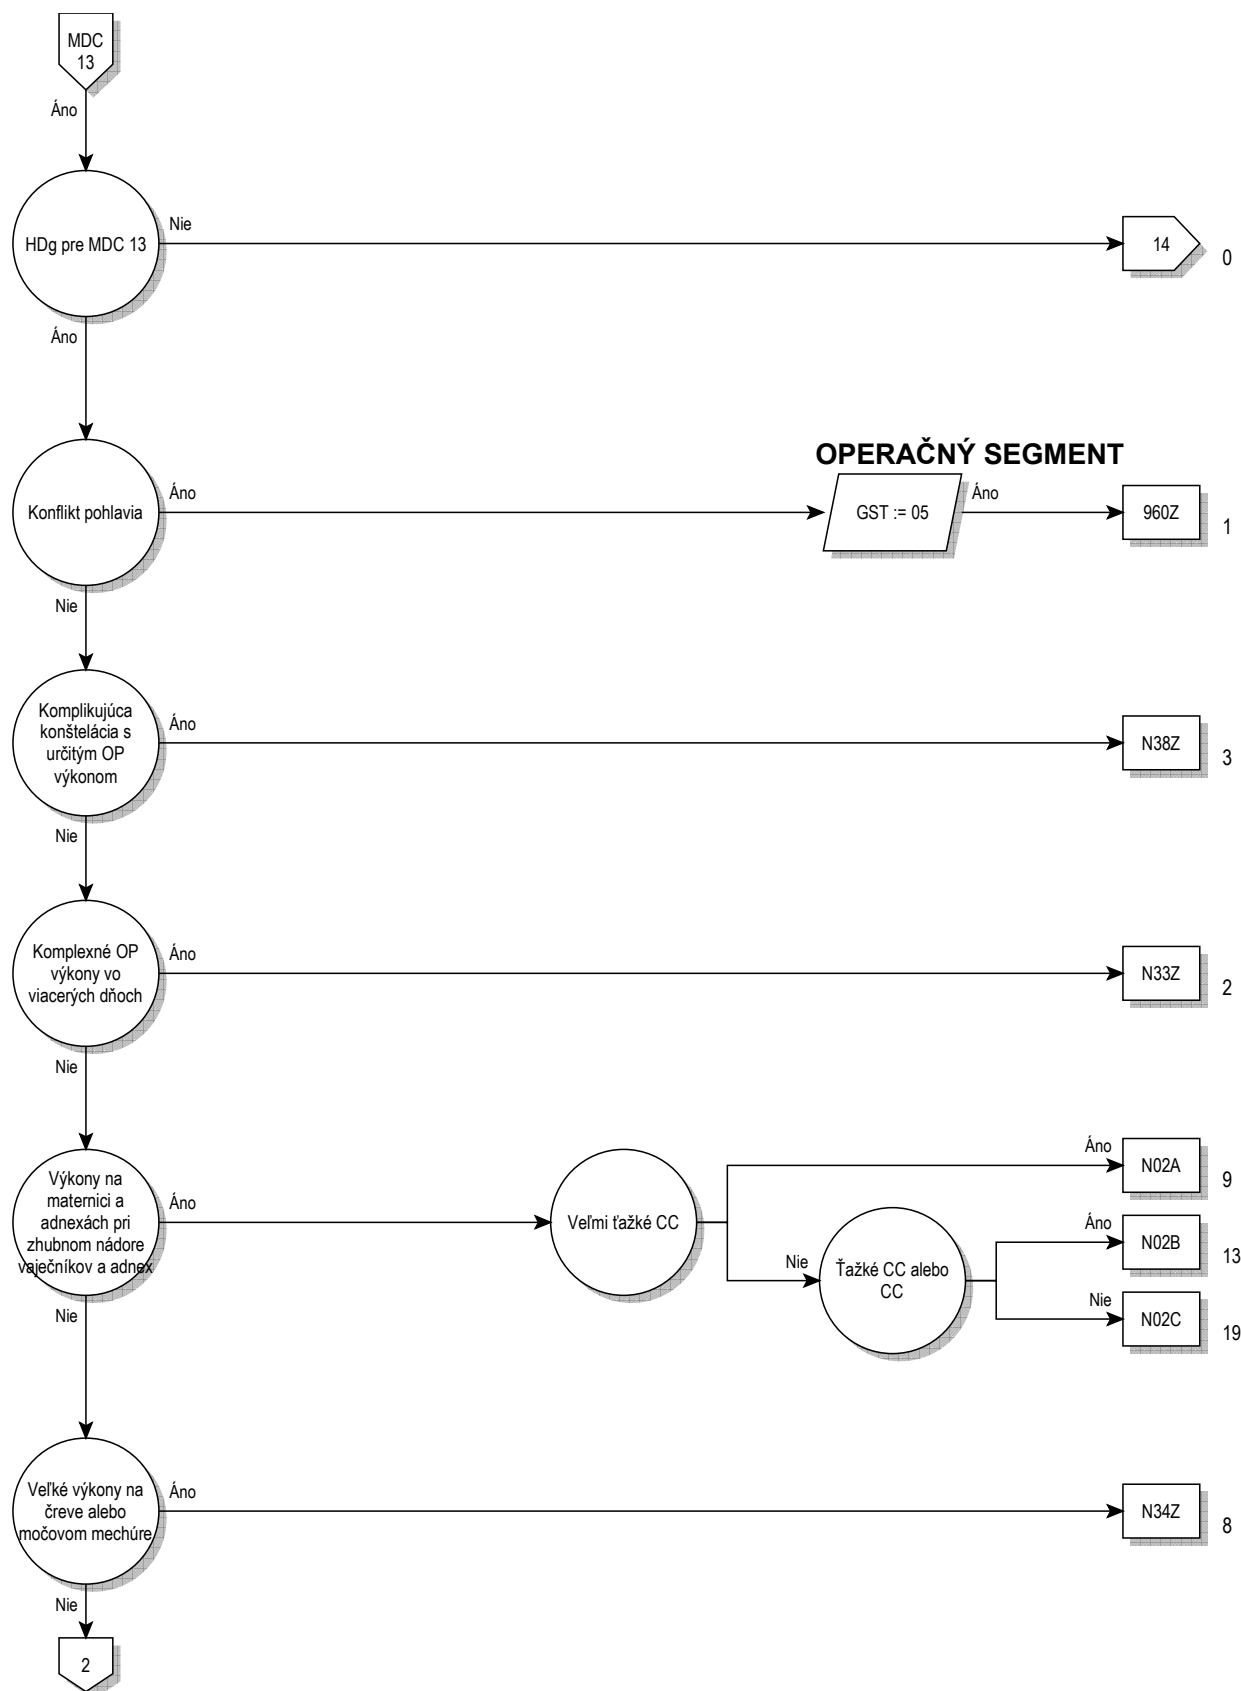 MDC
13
Áno
HDg pre MDC 13
Nie
14
0
Áno
OPERAČNÝ SEGMENT
Konflikt pohlavia
Áno
GST := 05
Áno
960Z
1
Nie
Komplikujúca
konštelácia s
určitým OP
výkonom
Áno
N38Z
3
Nie
Komplexné OP
výkony vo
viacerých dňoch
Áno
N33Z
2
Nie
Výkony na
maternici a
adnexách pri
zhubnom nádore
vaječníkov a adnex
Áno
Veľmi ťažké CC
Áno
N02A
9
Nie
Ťažké CC alebo
CC
Áno
N02B
13
Nie
N02C
19
Nie
Veľké výkony na
čreve alebo
močovom mechúre
Áno
N34Z
8
Nie
2